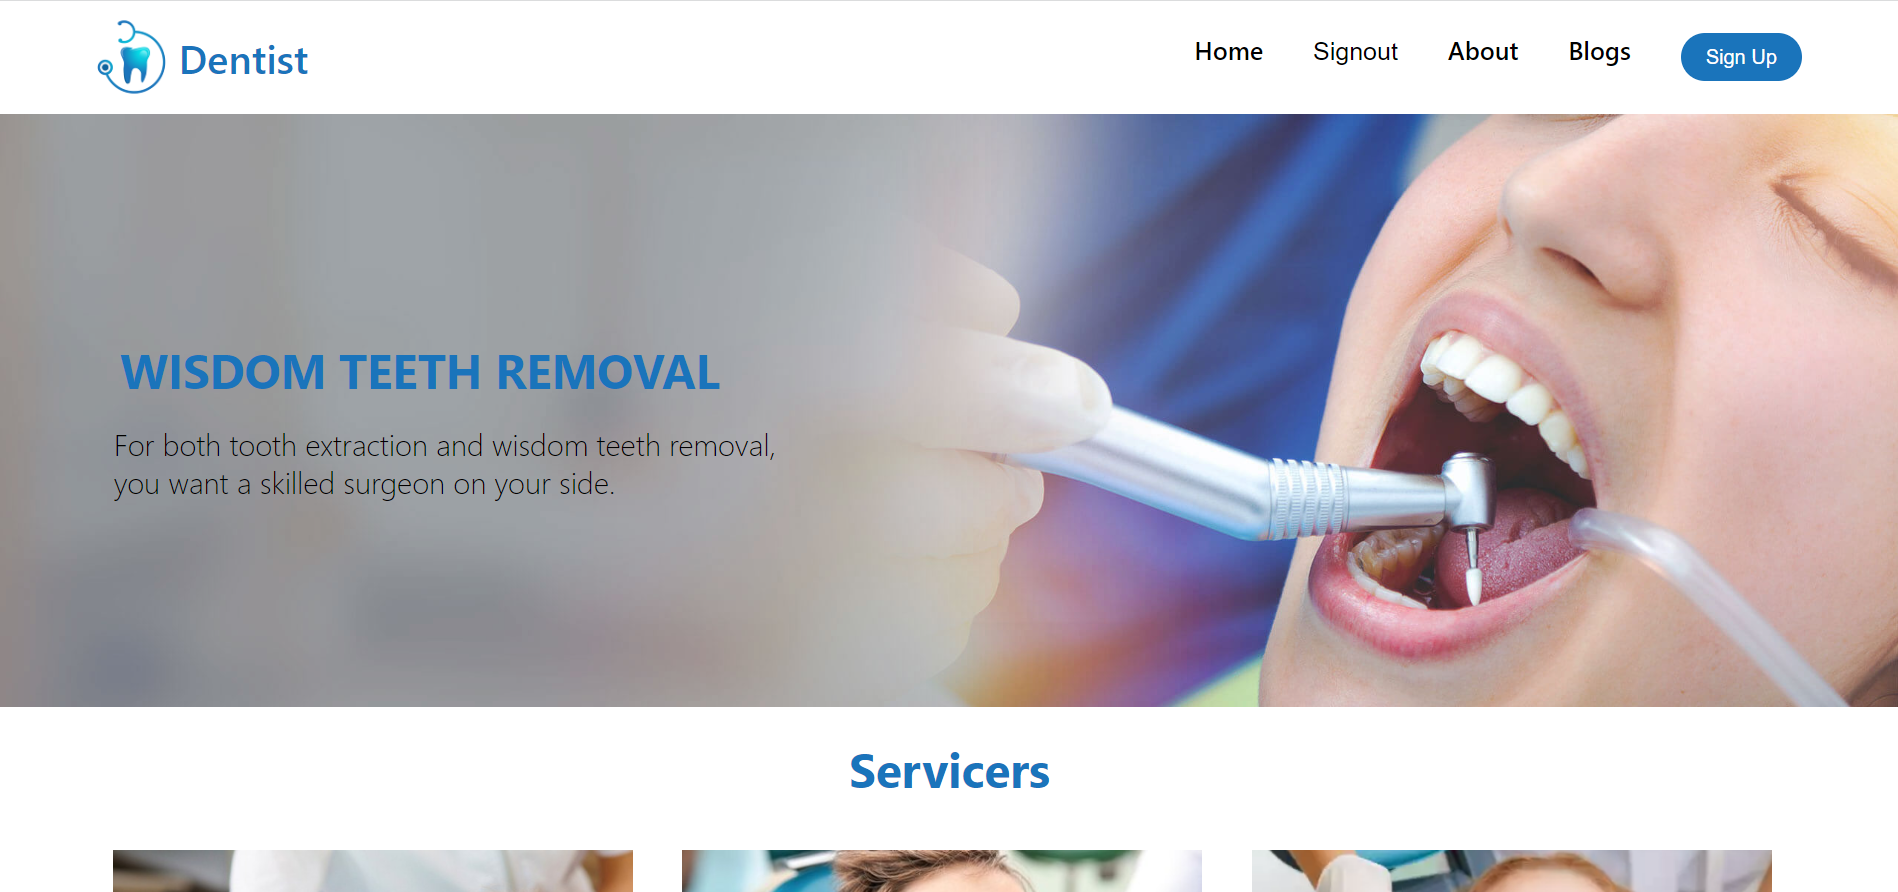 Dentist
Home
Signout
About
Blogs
Sign Up
WISDOM TEETH REMOVAL
For both tooth extraction and wisdom teeth removal,
you want a skilled surgeon on your side.
Servicers